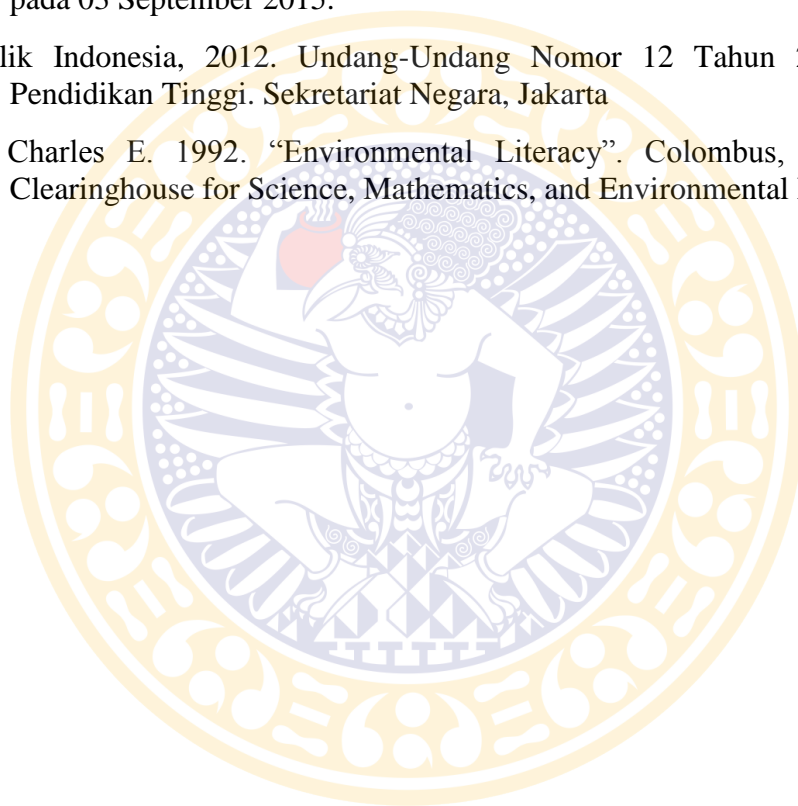 pada 03 September 2015.
lik Indonesia, 2012. Undang-Undang Nomor 12 Tahun
Pendidikan Tinggi. Sekretariat Negara, Jakarta
Charles E. 1992. “Environmental Literacy”. Colombus,
Clearinghouse for Science, Mathematics, and Environmental